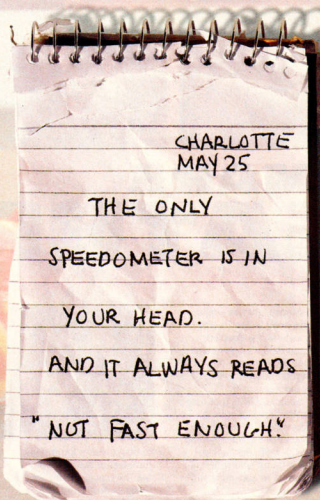 CHARLOTTE
MAY 25
THE ONLY
SPEEDOMETER IS IN
YOUR HEAD.
AND IT ALWAYS READS
"NOT FAST ENOUGH."